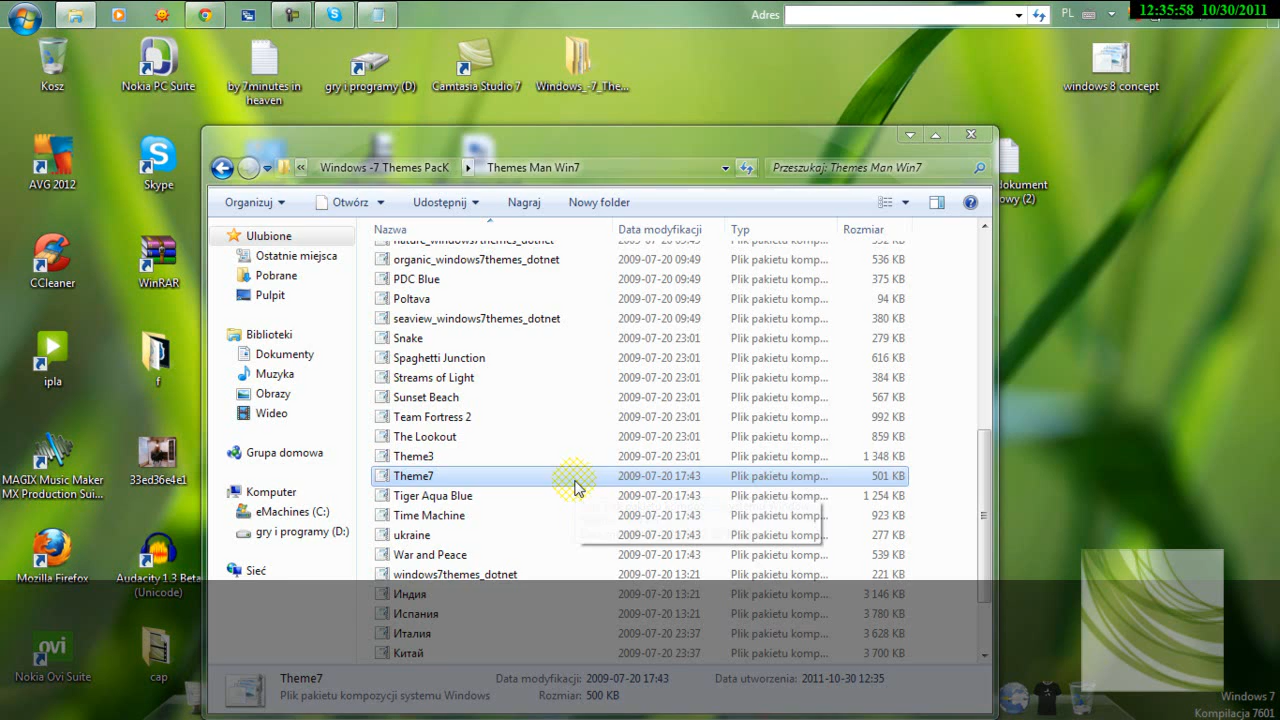 Adres
PL
12:35:58 10/30/2011
Kosz
Nokia PC Suite
by 7minutes in
heaven
gry i programy (D)
Camtasia Studio 7
Windows_-7_The...
windows 8 concept
AVG 2012
Skype
CCleaner
WinRAR
ipla
f
MAGIX Music Maker
MX Production Sui...
33ed36e4e1
Mozilla Firefox
Audacity 1.3 Beta
(Unicode)
ovi
Nokia Ovi Suite
cap
dokument
owy (2)
« Windows -7 Themes PacK
Themes Man Win7
Przeszukaj: Themes Man Win7
Organizuj
Otwórz
Udostępnij
Nagraj
Nowy folder
Ulubione
Ostatnie miejsca
Pobrane
Pulpit
Biblioteki
Dokumenty
Muzyka
Obrazy
Wideo
Grupa domowa
Komputer
eMachines (C:)
gry i programy (D:)
Sieć
Nazwa Data modyfikacji Typ Rozmiar
nature_windows7themes_dotnet
organic_windows7themes_dotnet 2009-07-20 09:49 Plik pakietu komp... 536 KB
PDC Blue 2009-07-20 09:49 Plik pakietu komp... 375 KB
Poltava 2009-07-20 09:49 Plik pakietu komp... 94 KB
seaview_windows7themes_dotnet 2009-07-20 09:49 Plik pakietu komp... 380 KB
Snake 2009-07-20 23:01 Plik pakietu komp... 279 KB
Spaghetti Junction 2009-07-20 23:01 Plik pakietu komp... 616 KB
Streams of Light 2009-07-20 23:01 Plik pakietu komp... 384 KB
Sunset Beach 2009-07-20 23:01 Plik pakietu komp... 567 KB
Team Fortress 2 2009-07-20 23:01 Plik pakietu komp... 992 KB
The Lookout 2009-07-20 23:01 Plik pakietu komp... 859 KB
Theme3 2009-07-20 23:01 Plik pakietu komp... 1 348 KB
Theme7 2009-07-20 17:43 Plik pakietu komp... 501 KB
Tiger Aqua Blue 2009-07-20 17:43 Plik pakietu komp... 1 254 KB
Time Machine 2009-07-20 17:43 Plik pakietu komp... 923 KB
ukraine 2009-07-20 17:43 Plik pakietu komp... 277 KB
War and Peace 2009-07-20 17:43 Plik pakietu komp... 539 KB
windows7themes_dotnet 2009-07-20 13:21 Plik pakietu komp... 221 KB
Индия 2009-07-20 13:21 Plik pakietu komp... 3 146 KB
Испания 2009-07-20 13:21 Plik pakietu komp... 3 780 KB
Италия 2009-07-20 23:37 Plik pakietu komp... 3 628 KB
Китай 2009-07-20 23:37 Plik pakietu komp... 3 700 KB
Theme7 Data modyfikacji: 2009-07-20 17:43 Data utworzenia: 2011-10-30 12:35
Plik pakietu kompozycji systemu Windows Rozmiar: 500 KB
Windows 7
Kompilacja 7601